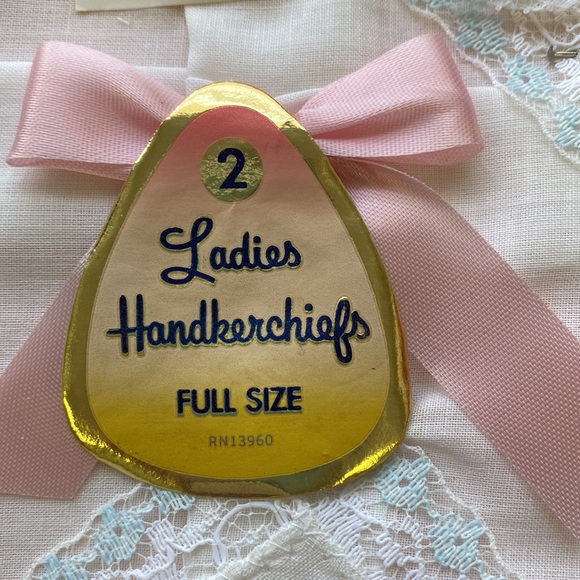 2
Ladies
Handkerchiefs
FULL SIZE
RN13960